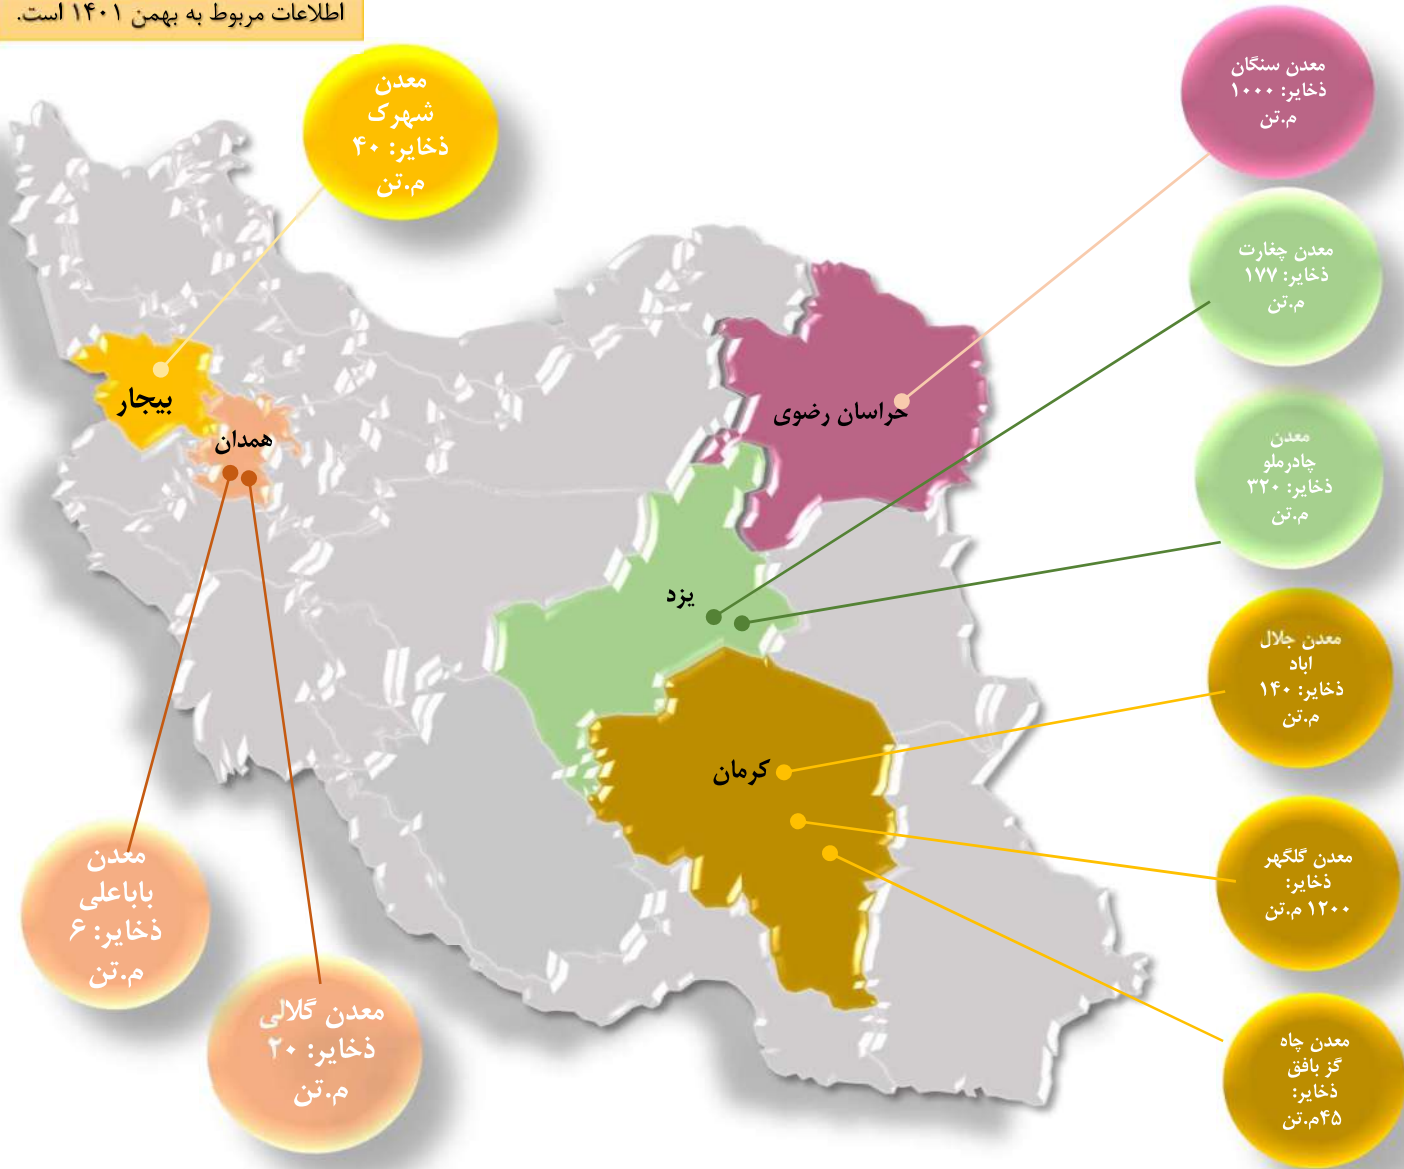 اطلاعات مربوط به بهمن ۱۴۰۱ است.
معدن
شهرک
ذخایر: ۴۰
م.تن
معدن سنگان
ذخایر: ۱۰۰۰
م.تن
معدن چغارت
ذخایر: ۱۷۷
م.تن
معدن
چادرملو
ذخایر: ۳۲۰
م.تن
معدن جلال
اباد
ذخایر: ۱۴۰
م.تن
معدن گلگهر
ذخایر:
۱۲۰۰ م.تن
معدن چاه
گز بافق
ذخایر:
۴۵م.تن
بیجار
همدان
خراسان رضوی
یزد
کرمان
معدن
باباعلی
ذخایر: ۶
م.تن
معدن گلالی
ذخایر: ۲۰
م.تن